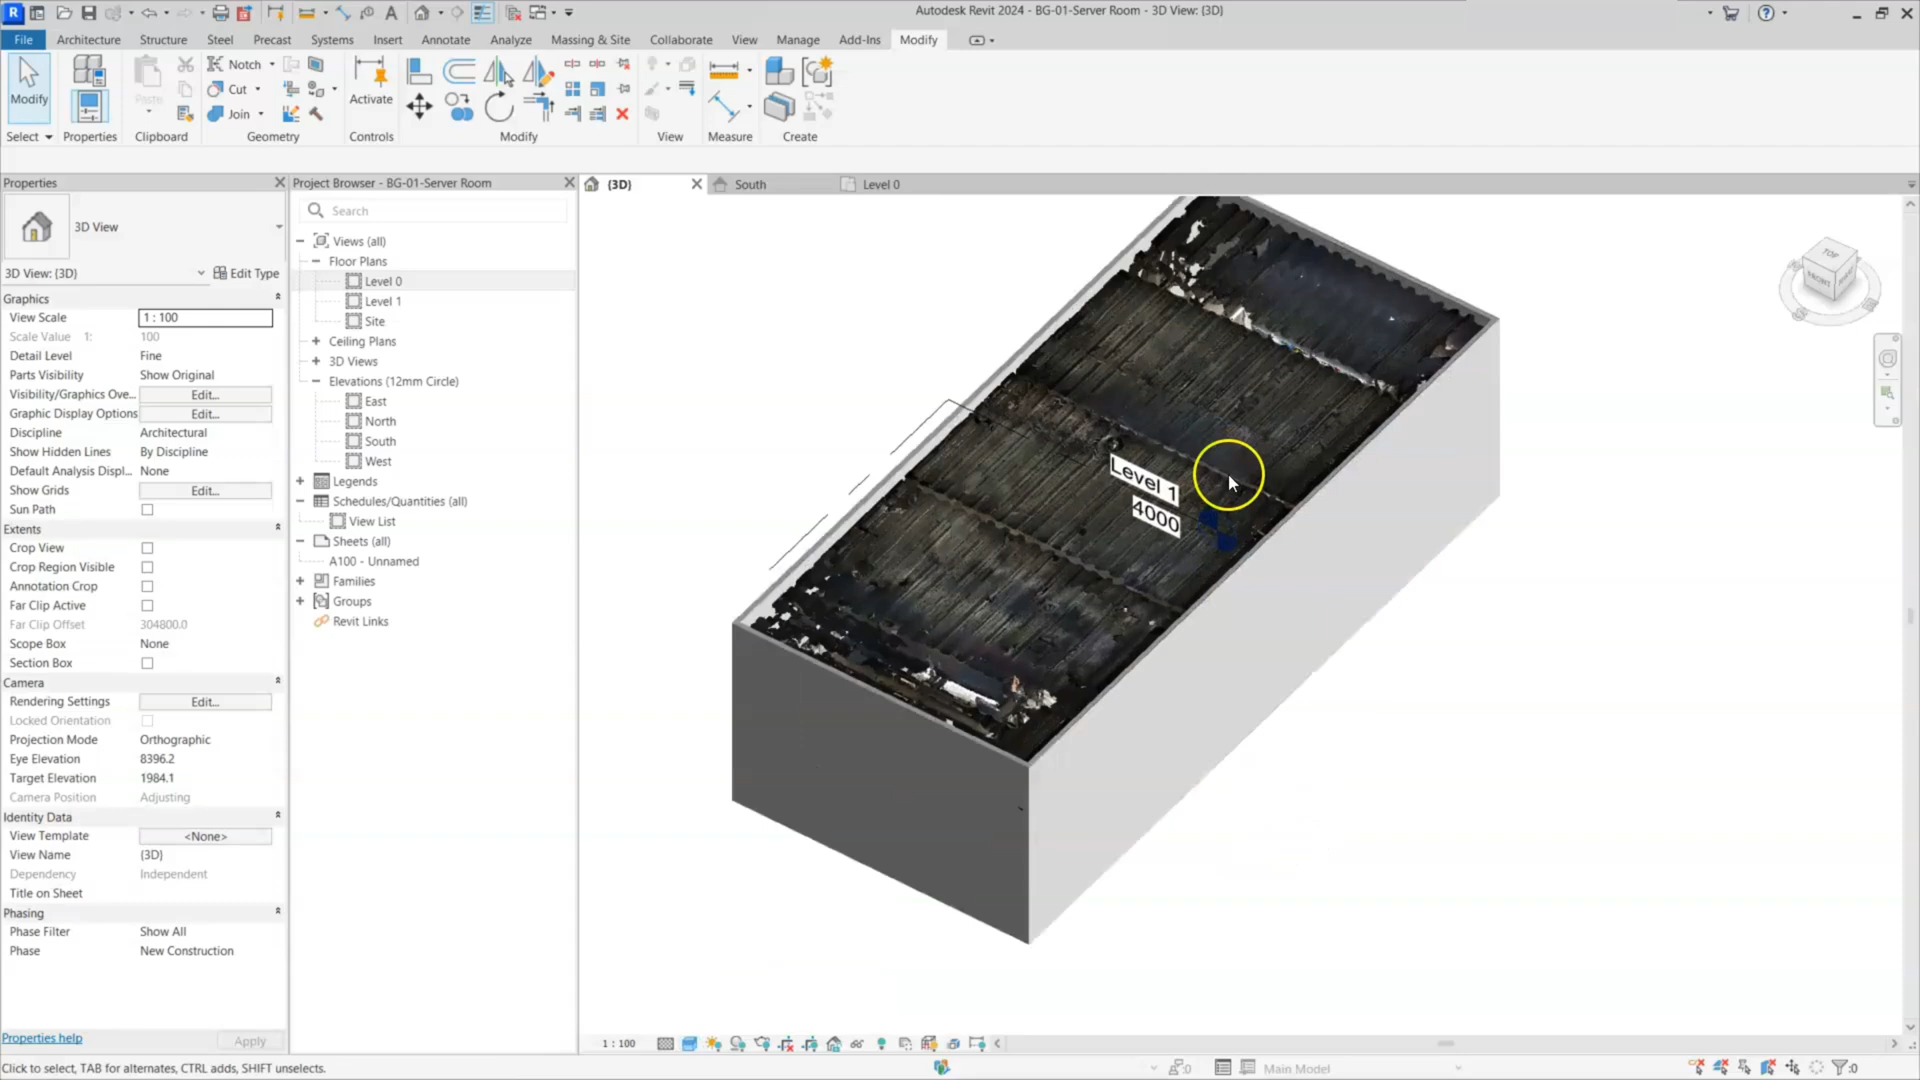 Autodesk Revit 2024 - BG-01-Server Room - 3D View: {3D}
File Architecture Structure Steel Precast Systems Insert Annotate Analyze Massing & Site Collaborate View Manage Add-Ins Modify
Modify
Paste
Notch
Cut
Join
Activate
Select Properties Clipboard Geometry Controls Modify View Measure Create
Properties
3D View
3D View: {3D} Edit Type
Graphics
View Scale 1 : 100
Scale Value 1: 100
Detail Level Fine
Parts Visibility Show Original
Visibility/Graphics Ove... Edit...
Graphic Display Options Edit...
Discipline Architectural
Show Hidden Lines By Discipline
Default Analysis Displ... None
Show Grids Edit...
Sun Path
Extents
Crop View
Crop Region Visible
Annotation Crop
Far Clip Active
Far Clip Offset 304800.0
Scope Box None
Section Box
Camera
Rendering Settings Edit...
Locked Orientation
Projection Mode Orthographic
Eye Elevation 8396.2
Target Elevation 1984.1
Camera Position Adjusting
Identity Data
View Template <None>
View Name {3D}
Dependency Independent
Title on Sheet
Phasing
Phase Filter Show All
Phase New Construction
Properties help Apply
Project Browser - BG-01-Server Room
Search
Views (all)
Floor Plans
Level 0
Level 1
Site
Ceiling Plans
3D Views
Elevations (12mm Circle)
East
North
South
West
Legends
Schedules/Quantities (all)
View List
Sheets (all)
A100 - Unnamed
Families
Groups
Revit Links
{3D} South Level 0
Level 1
4000
TOP
FRONT
1 : 100
Click to select, TAB for alternates, CTRL adds, SHIFT unselects.
:0
Main Model
:0